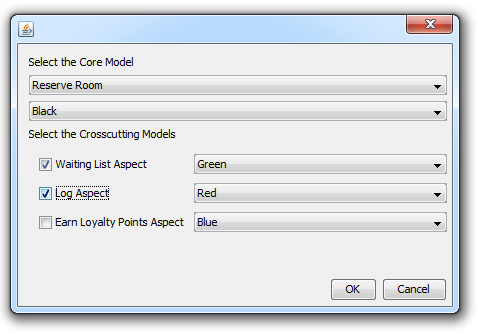 Select the Core Model
Reserve Room
Black
Select the Crosscutting Models
Waiting List Aspect Green
Log Aspect Red
Earn Loyalty Points Aspect Blue
OK Cancel